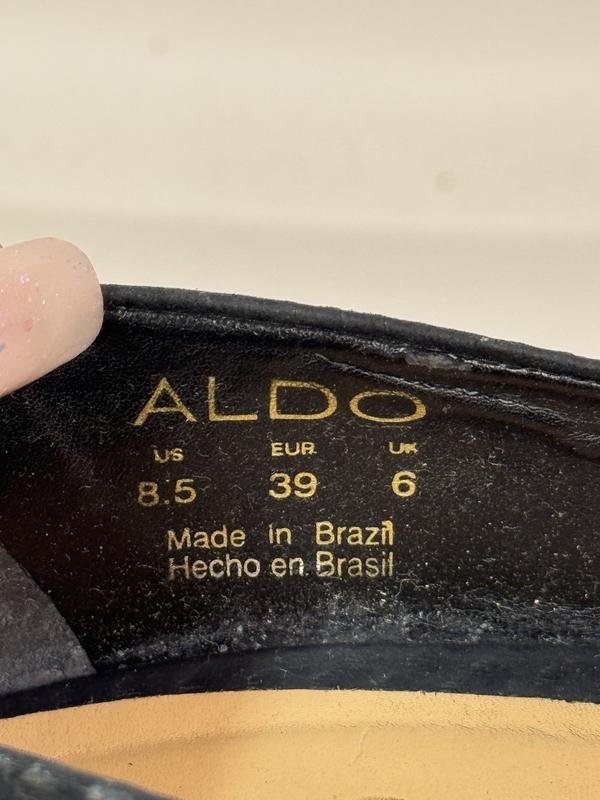 ALDO
US EUR UK
8.5 39 6
Made in Brazil
Hecho en Brasil